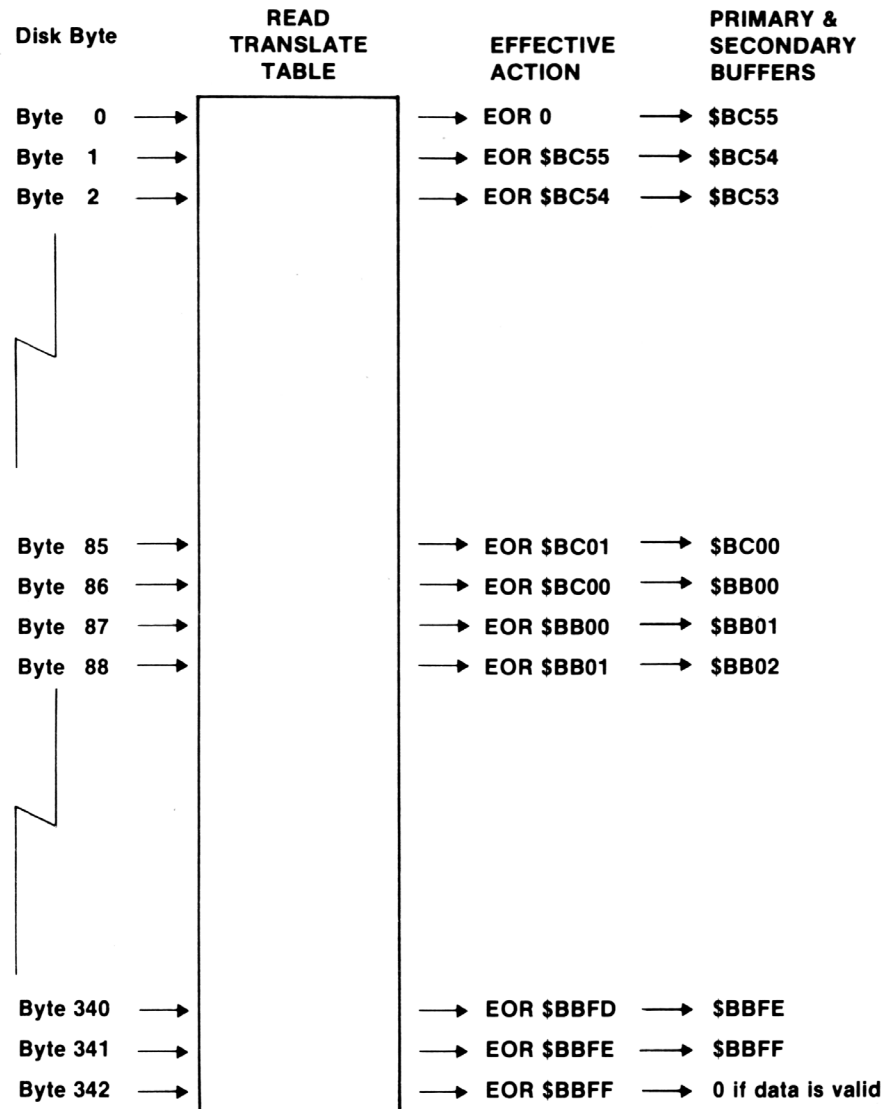 Disk Byte
READ
TRANSLATE
TABLE
EFFECTIVE
ACTION
PRIMARY &
SECONDARY
BUFFERS
Byte 0 EOR 0 $BC55
Byte 1 EOR $BC55 $BC54
Byte 2 EOR $BC54 $BC53
Byte 85 EOR $BC01 $BC00
Byte 86 EOR $BC00 $BB00
Byte 87 EOR $BB00 $BB01
Byte 88 EOR $BB01 $BB02
Byte 340 EOR $BBFD $BBFE
Byte 341 EOR $BBFE $BBFF
Byte 342 EOR $BBFF 0 if data is valid